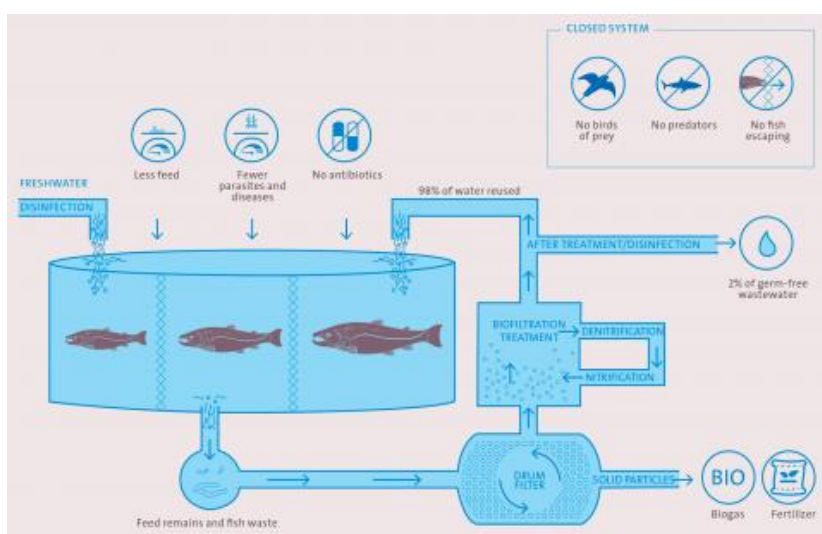 CLOSED SYSTEM
No birds
of prey
No predators
No fish
escaping
Less feed
Fewer
parasites and
diseases
No antibiotics
FRESHWATER
DISINFECTION
98% of water reused
AFTER TREATMENT/DISINFECTION
2% of germ-free
wastewater
BIOFILTRATION
TREATMENT
DENITRIFICATION
NITRIFICATION
DRUM
FILTER
SOLID PARTICLES
BIO
Biogas
Fertilizer
Feed remains and fish waste